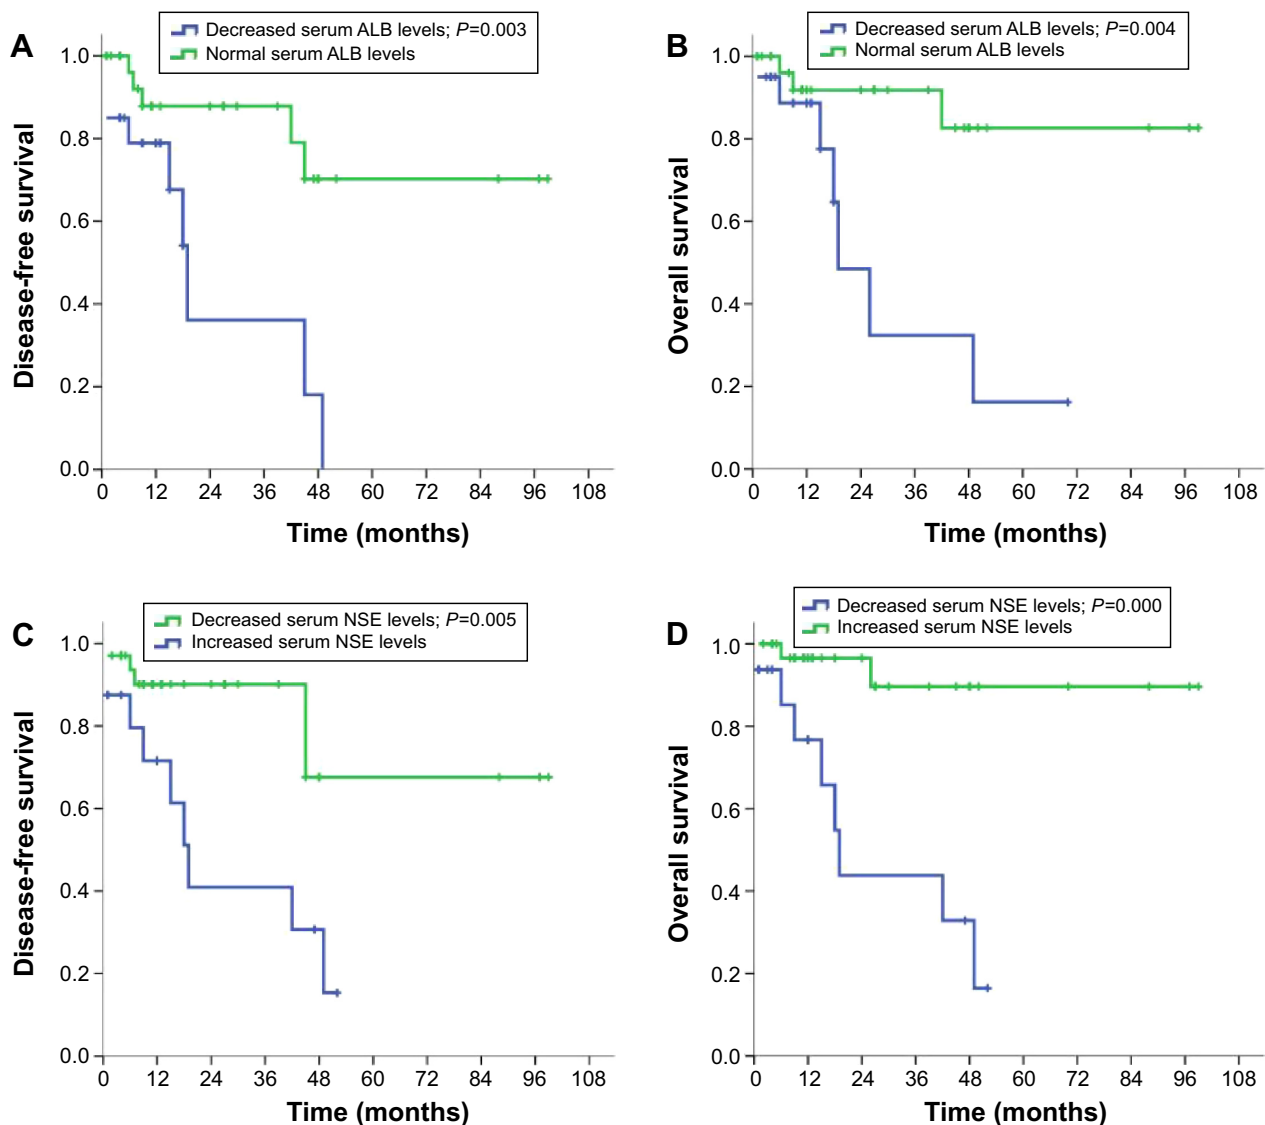 A
Decreased serum ALB levels; P=0.003
Normal serum ALB levels
Disease-free survival
1.0
0.8
0.6
0.4
0.2
0.0
0 12 24 36 48 60 72 84 96 108
Time (months)
B
Decreased serum ALB levels; P=0.004
Normal serum ALB levels
Overall survival
1.0
0.8
0.6
0.4
0.2
0.0
0 12 24 36 48 60 72 84 96 108
Time (months)
C
Decreased serum NSE levels; P=0.005
Increased serum NSE levels
Disease-free survival
1.0
0.8
0.6
0.4
0.2
0.0
0 12 24 36 48 60 72 84 96 108
Time (months)
D
Decreased serum NSE levels; P=0.000
Increased serum NSE levels
Overall survival
1.0
0.8
0.6
0.4
0.2
0.0
0 12 24 36 48 60 72 84 96 108
Time (months)